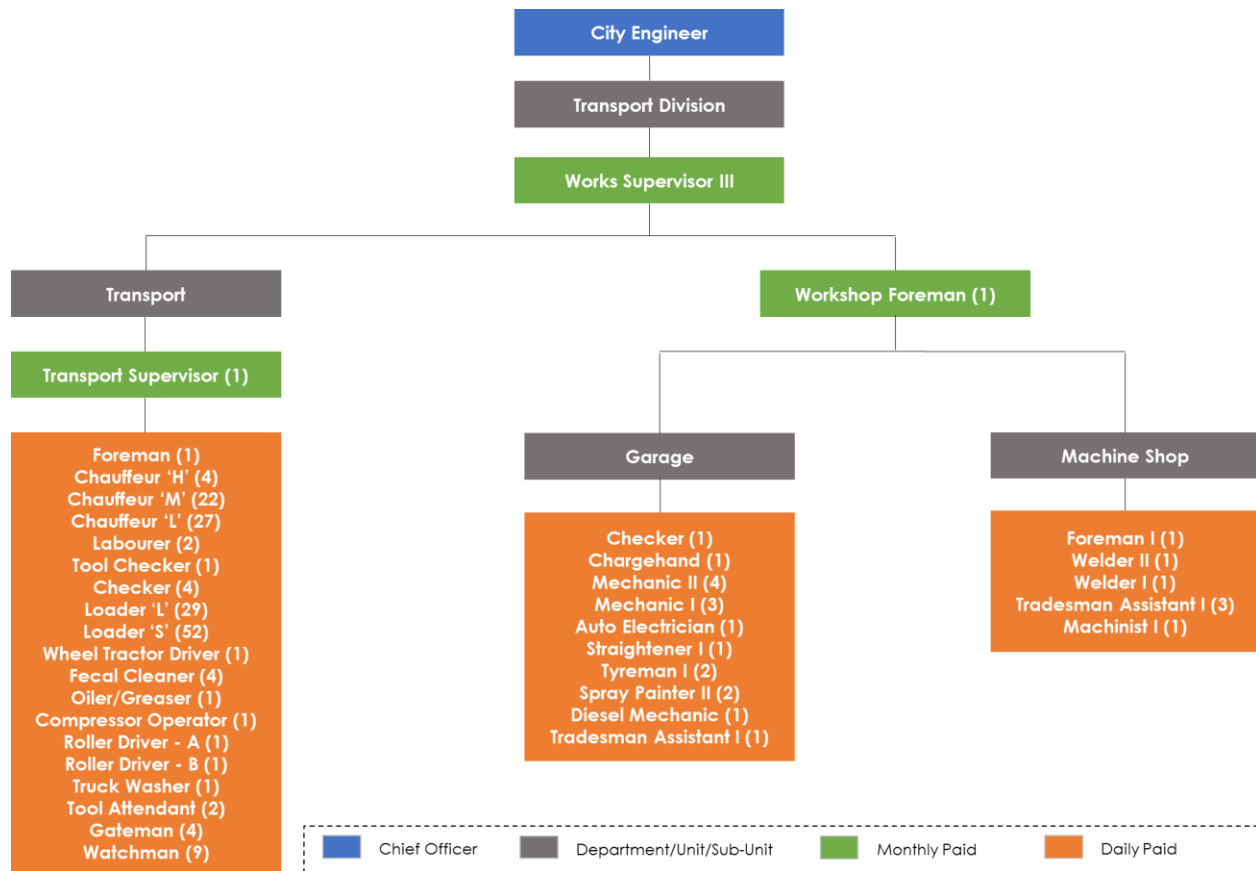 City Engineer
Transport Division
Works Supervisor III
Transport
Workshop Foreman (1)
Transport Supervisor (1)
Foreman (1)
Chauffeur ‘H’ (4)
Chauffeur ‘M’ (22)
Chauffeur ‘L’ (27)
Labourer (2)
Tool Checker (1)
Checker (4)
Loader ‘L’ (29)
Loader ‘S’ (52)
Wheel Tractor Driver (1)
Fecal Cleaner (4)
Oiler/Greaser (1)
Compressor Operator (1)
Roller Driver - A (1)
Roller Driver - B (1)
Truck Washer (1)
Tool Attendant (2)
Gateman (4)
Watchman (9)
Garage
Checker (1)
Chargehand (1)
Mechanic II (4)
Mechanic I (3)
Auto Electrician (1)
Straightener I (1)
Tyreman I (2)
Spray Painter II (2)
Diesel Mechanic (1)
Tradesman Assistant I (1)
Machine Shop
Foreman I (1)
Welder II (1)
Welder I (1)
Tradesman Assistant I (3)
Machinist I (1)
Chief Officer
Department/Unit/Sub-Unit
Monthly Paid
Daily Paid